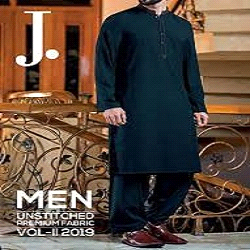 J.
MEN
UNSTITCHED
PREMIUM FABRIC
VOL-II 2019